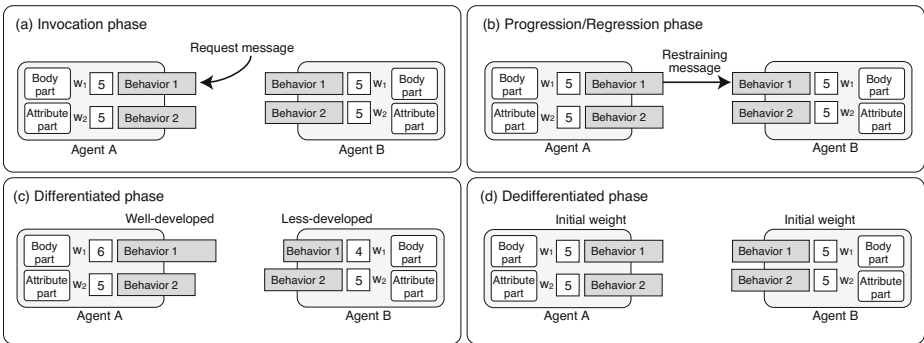 (a) Invocation phase
Request message
Body
part
w1
5
Behavior 1
Attribute
part
w2
5
Behavior 2
Agent A
Behavior 1
5
w1
Body
part
Behavior 2
5
w2
Attribute
part
Agent B
(b) Progression/Regression phase
Restraining
message
Body
part
w1
5
Behavior 1
Attribute
part
w2
5
Behavior 2
Agent A
Behavior 1
5
w1
Body
part
Behavior 2
5
w2
Attribute
part
Agent B
(c) Differentiated phase
Well-developed
Body
part
w1
6
Behavior 1
Attribute
part
w2
5
Behavior 2
Agent A
Less-developed
Behavior 1
4
w1
Body
part
Behavior 2
5
w2
Attribute
part
Agent B
(d) Dedifferentiated phase
Initial weight
Body
part
w1
5
Behavior 1
Attribute
part
w2
5
Behavior 2
Agent A
Initial weight
Behavior 1
5
w1
Body
part
Behavior 2
5
w2
Attribute
part
Agent B